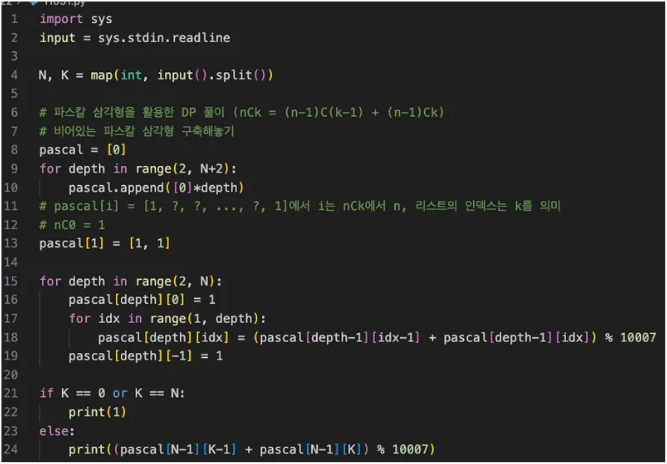 1 import sys
2 input = sys.stdin.readline
3
4 N, K = map(int, input().split())
5
6 # 파스칼 삼각형을 활용한 DP 풀이 (nCk = (n-1)C(k-1) + (n-1)Ck)
7 # 비어있는 파스칼 삼각형 구축해놓기
8 pascal = [0]
9 for depth in range(2, N+2):
10     pascal.append([0]*depth)
11 # pascal[i] = [1, ?, ?, ..., ?, 1]에서 i는 nCk에서 n, 리스트의 인덱스는 k를 의미
12 # nC0 = 1
13 pascal[1] = [1, 1]
14
15 for depth in range(2, N):
16     pascal[depth][0] = 1
17     for idx in range(1, depth):
18         pascal[depth][idx] = (pascal[depth-1][idx-1] + pascal[depth-1][idx]) % 10007
19     pascal[depth][-1] = 1
20
21 if K == 0 or K == N:
22     print(1)
23 else:
24     print((pascal[N-1][K-1] + pascal[N-1][K]) % 10007)